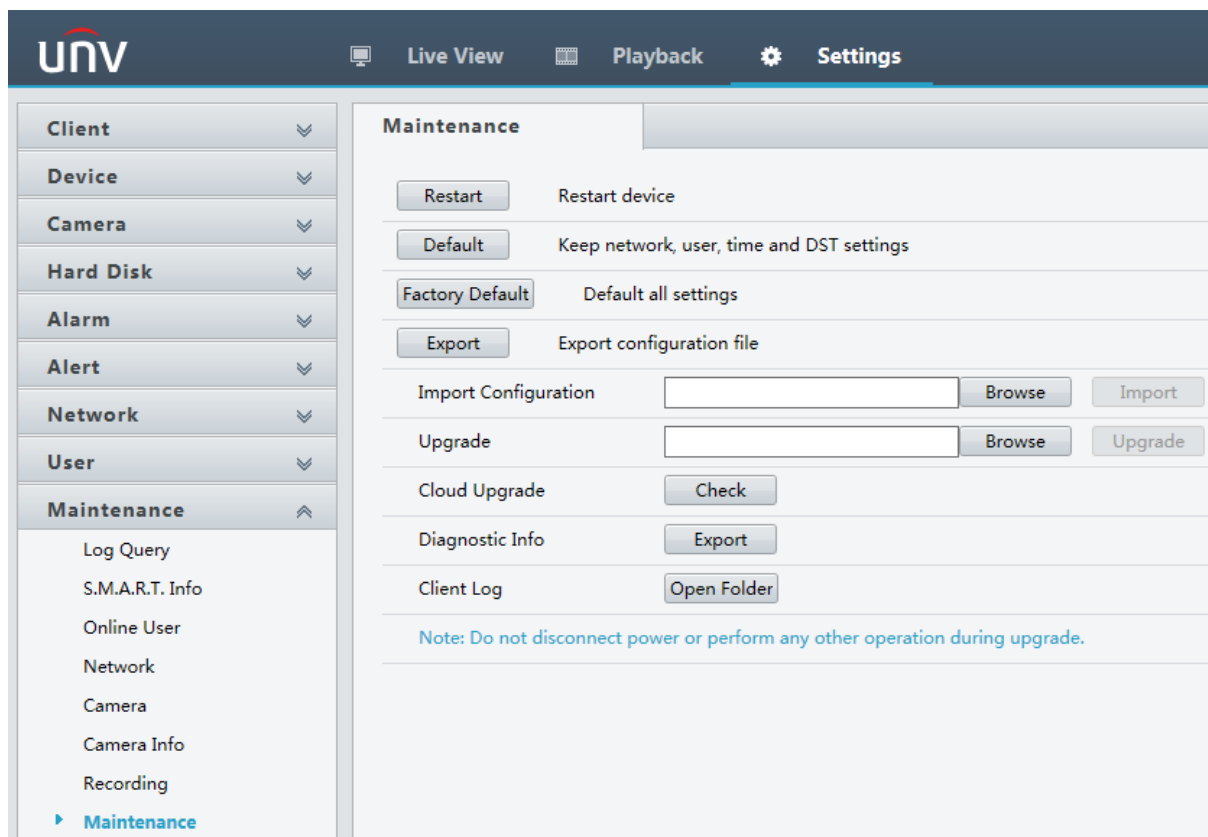 unv
Live View
Playback
Settings
Client
Device
Camera
Hard Disk
Alarm
Alert
Network
User
Maintenance
Log Query
S.M.A.R.T. Info
Online User
Network
Camera
Camera Info
Recording
Maintenance
Maintenance
Restart Restart device
Default Keep network, user, time and DST settings
Factory Default Default all settings
Export Export configuration file
Import Configuration Browse Import
Upgrade Browse Upgrade
Cloud Upgrade Check
Diagnostic Info Export
Client Log Open Folder
Note: Do not disconnect power or perform any other operation during upgrade.